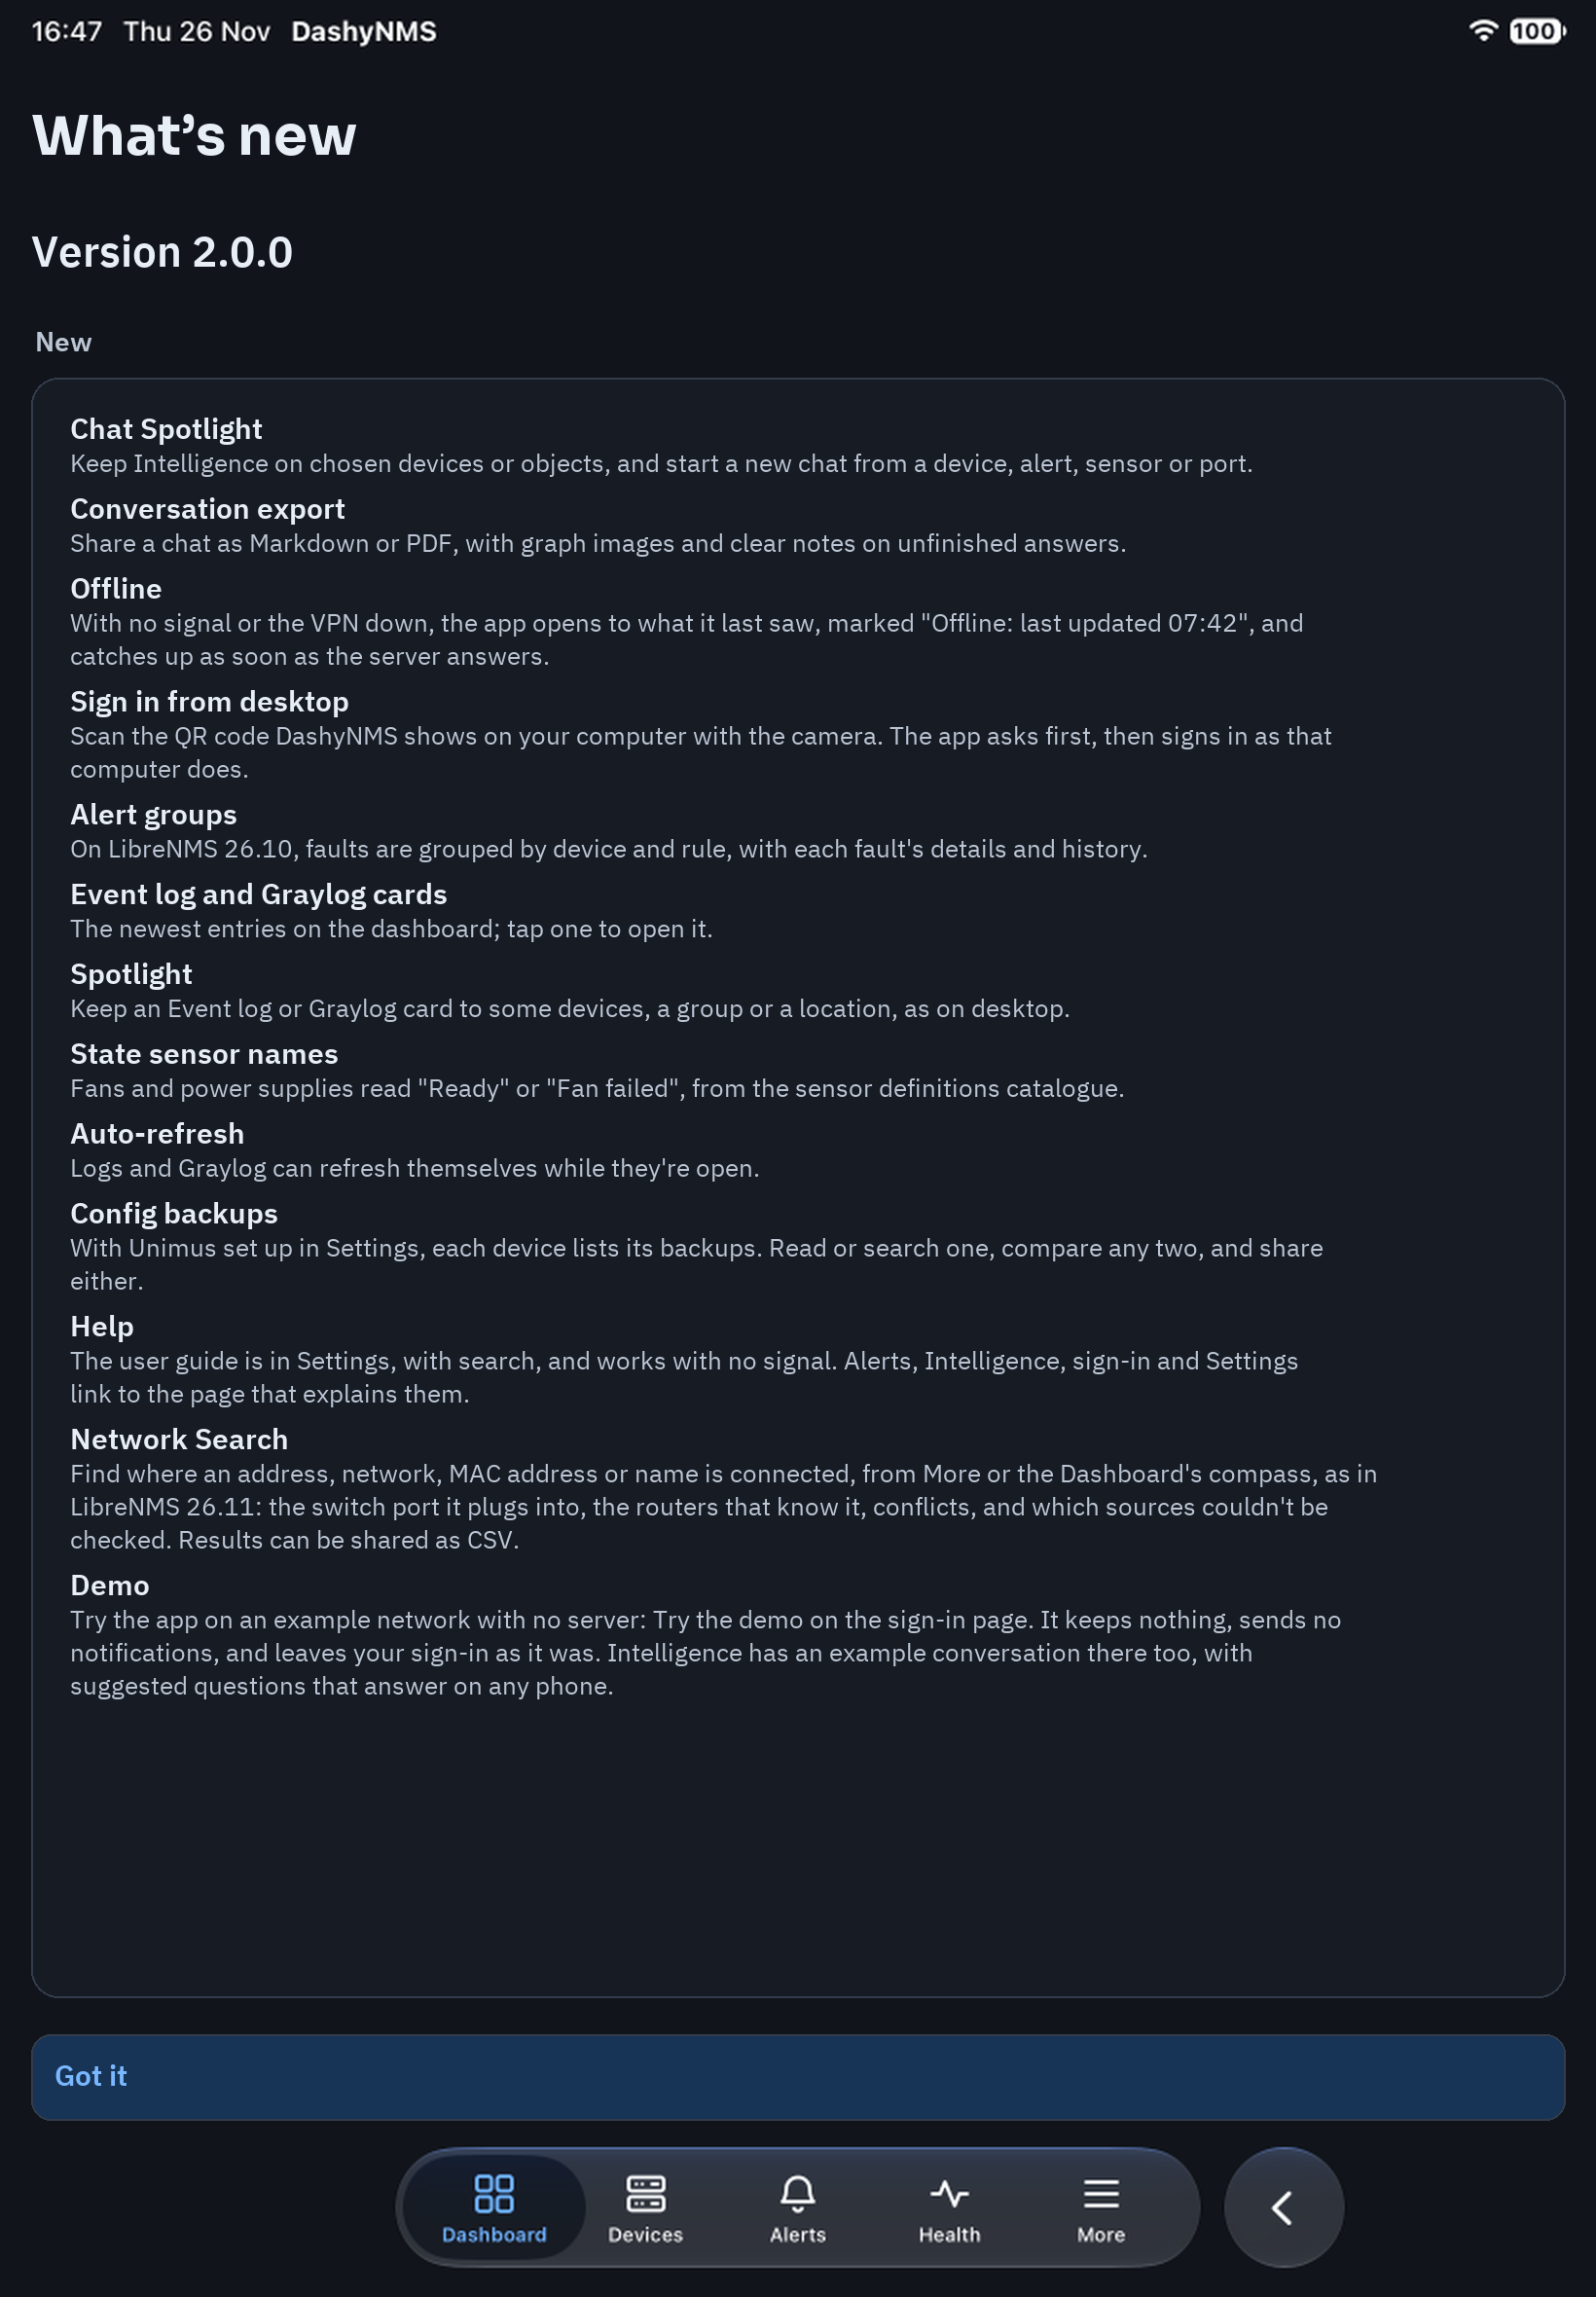 16:47 Thu 26 Nov DashyNMS
100
What’s new
Version 2.0.0
New
Chat Spotlight
Keep Intelligence on chosen devices or objects, and start a new chat from a device, alert, sensor or port.
Conversation export
Share a chat as Markdown or PDF, with graph images and clear notes on unfinished answers.
Offline
With no signal or the VPN down, the app opens to what it last saw, marked "Offline: last updated 07:42", and
catches up as soon as the server answers.
Sign in from desktop
Scan the QR code DashyNMS shows on your computer with the camera. The app asks first, then signs in as that
computer does.
Alert groups
On LibreNMS 26.10, faults are grouped by device and rule, with each fault's details and history.
Event log and Graylog cards
The newest entries on the dashboard; tap one to open it.
Spotlight
Keep an Event log or Graylog card to some devices, a group or a location, as on desktop.
State sensor names
Fans and power supplies read "Ready" or "Fan failed", from the sensor definitions catalogue.
Auto-refresh
Logs and Graylog can refresh themselves while they're open.
Config backups
With Unimus set up in Settings, each device lists its backups. Read or search one, compare any two, and share
either.
Help
The user guide is in Settings, with search, and works with no signal. Alerts, Intelligence, sign-in and Settings
link to the page that explains them.
Network Search
Find where an address, network, MAC address or name is connected, from More or the Dashboard's compass, as in
LibreNMS 26.11: the switch port it plugs into, the routers that know it, conflicts, and which sources couldn't be
checked. Results can be shared as CSV.
Demo
Try the app on an example network with no server: Try the demo on the sign-in page. It keeps nothing, sends no
notifications, and leaves your sign-in as it was. Intelligence has an example conversation there too, with
suggested questions that answer on any phone.
Got it
Dashboard
Devices
Alerts
Health
More